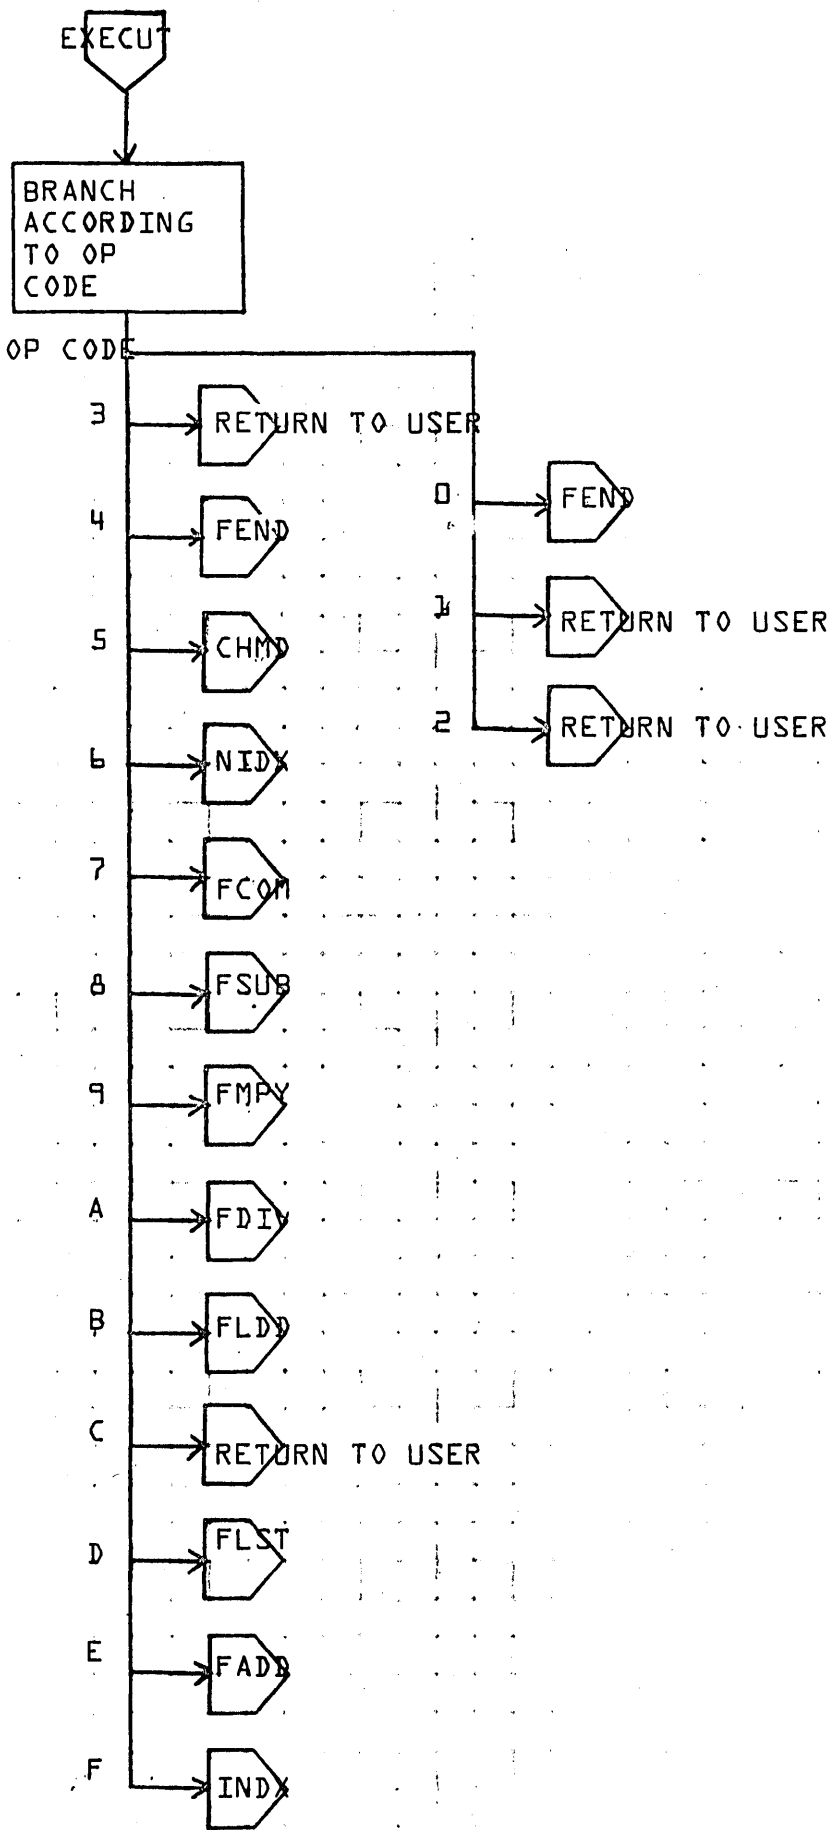 EXECUT
BRANCH
ACCORDING
TO OP
CODE
OP CODE
3 RETURN TO USER
4 FEND
5 CHMD
6 NIDX
7 FCOM
8 FSUB
9 FMPY
A FDIV
B FLDD
C RETURN TO USER
D FLST
E FADD
F INDX
0 FEND
1 RETURN TO USER
2 RETURN TO USER